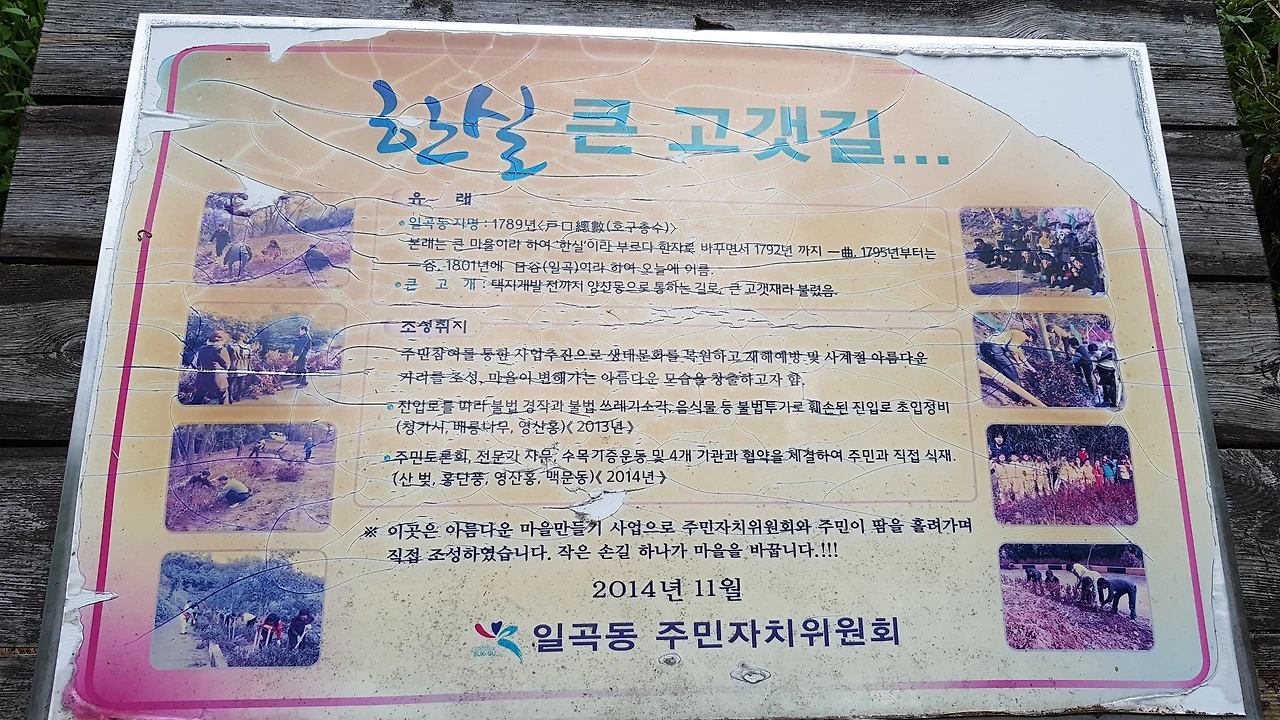 한실 큰 고갯길...
유 래
일곡동 지명 : 1789년<戶口總數(호구총수)>
본래는 큰 마을이라 하여 '한실'이라 부르다 한자로 바꾸면서 1792년 까지 一曲, 1795년부터는
一谷, 1801년에 日谷(일곡)이라 하여 오늘에 이름.
큰 고 개 : 택지개발 전까지 양산동으로 통하는 길로, 큰 고갯재라 불렸음.
조성취지
주민참여를 통한 사업추진으로 생태문화를 복원하고 재해예방 및 사계절 아름다운
거리를 조성, 마을이 변해가는 아름다운 모습을 창출하고자 함.
진입로를 따라 불법 경작과 불법 쓰레기소각, 음식물 등 불법투기로 훼손된 진입로 초입정비
(청가시, 배롱나무, 영산홍)《 2013년 》
주민토론회, 전문가 자문, 수목기증운동 및 4개 기관과 협약을 체결하여 주민과 직접 식재.
(산 벚, 홍단풍, 영산홍, 맥문동)《 2014년 》
※ 이곳은 아름다운 마을만들기 사업으로 주민자치위원회와 주민이 땀을 흘려가며
직접 조성하였습니다. 작은 손길 하나가 마을을 바꿉니다.!!!
2014년 11월
일곡동 주민자치위원회